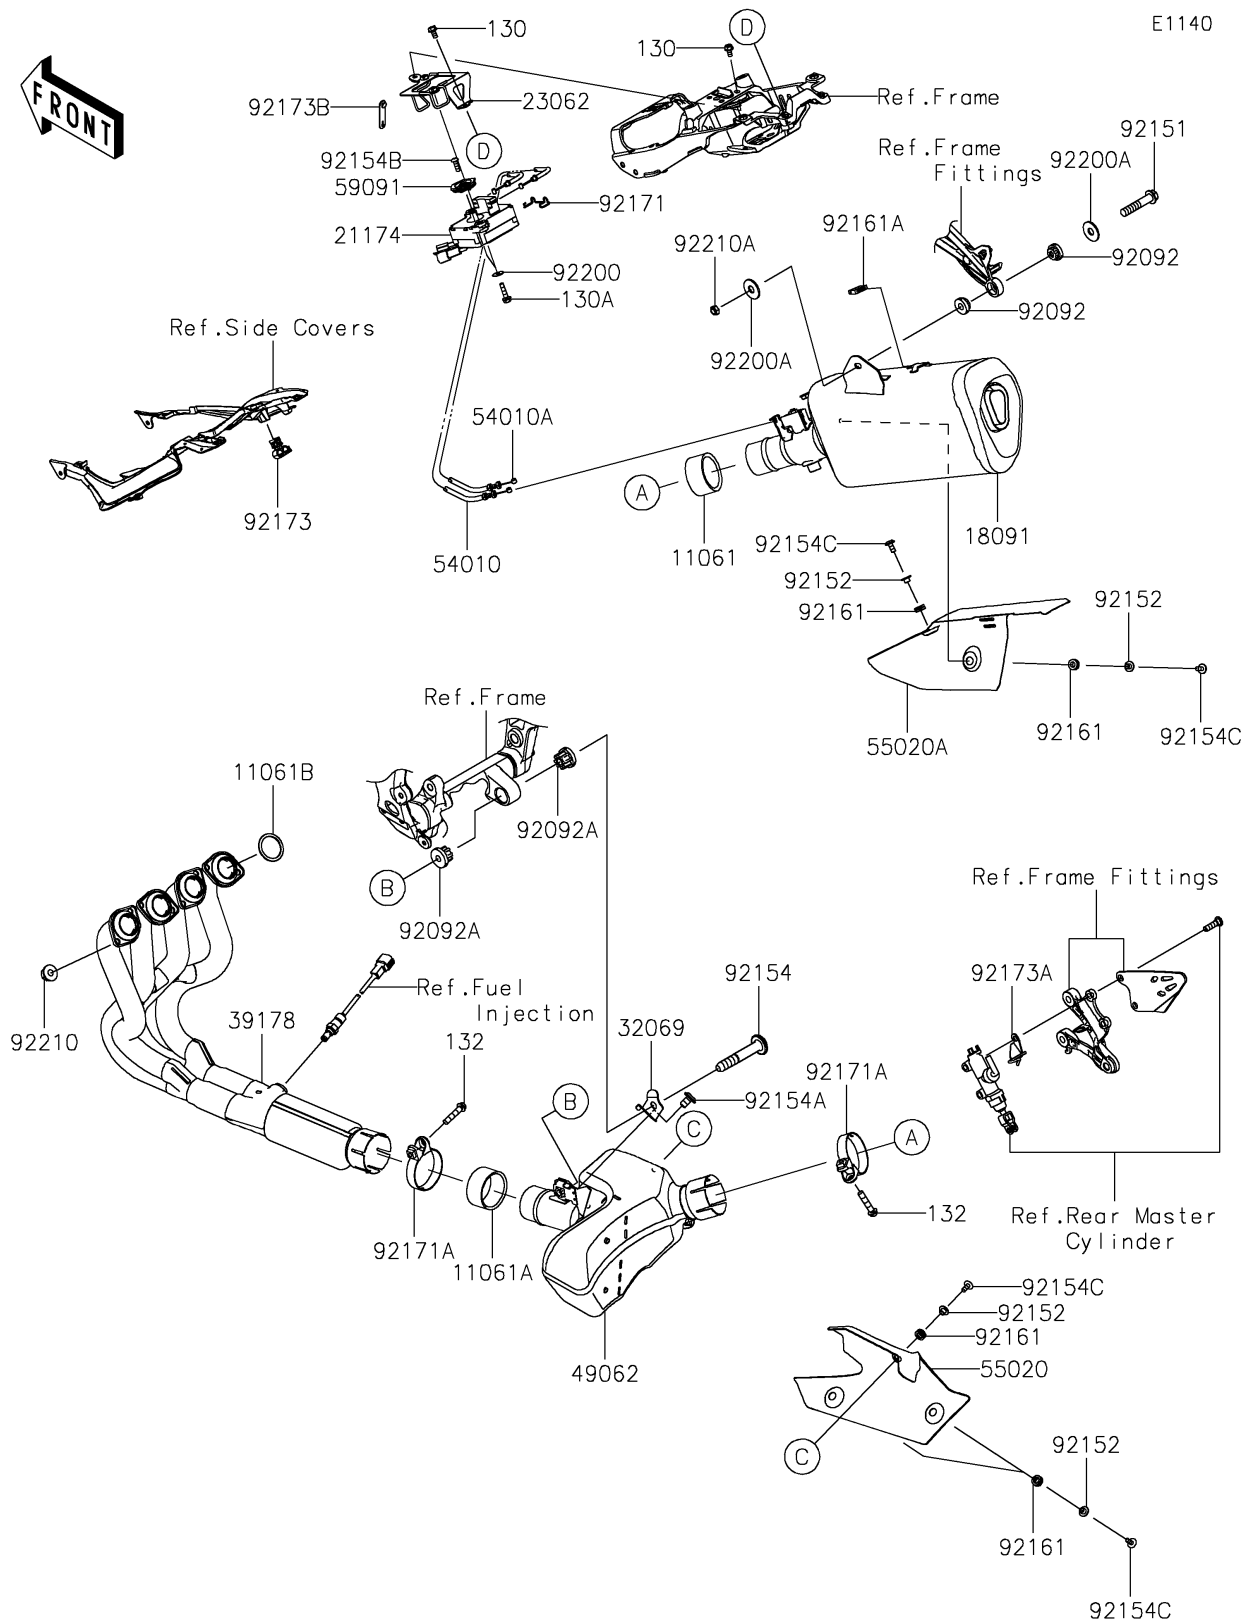 E1140
FRONT
130
D
130
92173B
23062
Ref.Frame
D
92151
92154B
Ref.Frame
Fittings
92200A
59091
92171
92161A
21174
92210A
92200
92092
130A
92092
Ref.Side Covers
92200A
54010A
A
92173
54010
11061
18091
92154C
92152
92161
92152
Ref.Frame
92161
55020A
92154C
11061B
92092A
B
Ref.Frame Fittings
92092A
92154
92173A
Ref.Fuel
Injection
39178
32069
92210
132
92171A
B
92154A
C
A
132
Ref.Rear Master
Cylinder
92171A
11061A
92154C
92152
92161
49062
55020
C
92152
92161
92154C